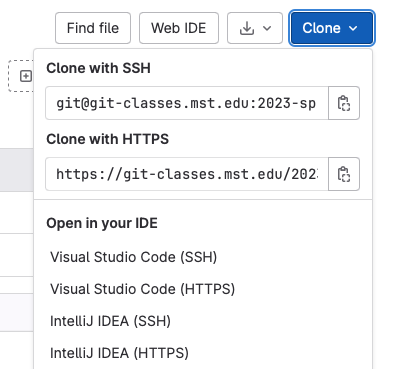 Find file Web IDE Clone
Clone with SSH
git@git-classes.mst.edu:2023-sp
Clone with HTTPS
https://git-classes.mst.edu/202
Open in your IDE
Visual Studio Code (SSH)
Visual Studio Code (HTTPS)
IntelliJ IDEA (SSH)
IntelliJ IDEA (HTTPS)